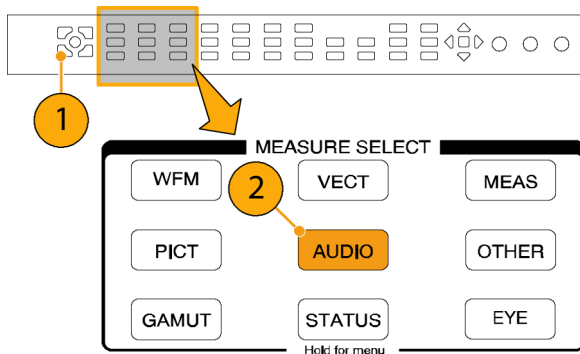 1
MEASURE SELECT
WFM
2
VECT
MEAS
PICT
AUDIO
OTHER
GAMUT
STATUS
EYE
Hold for menu